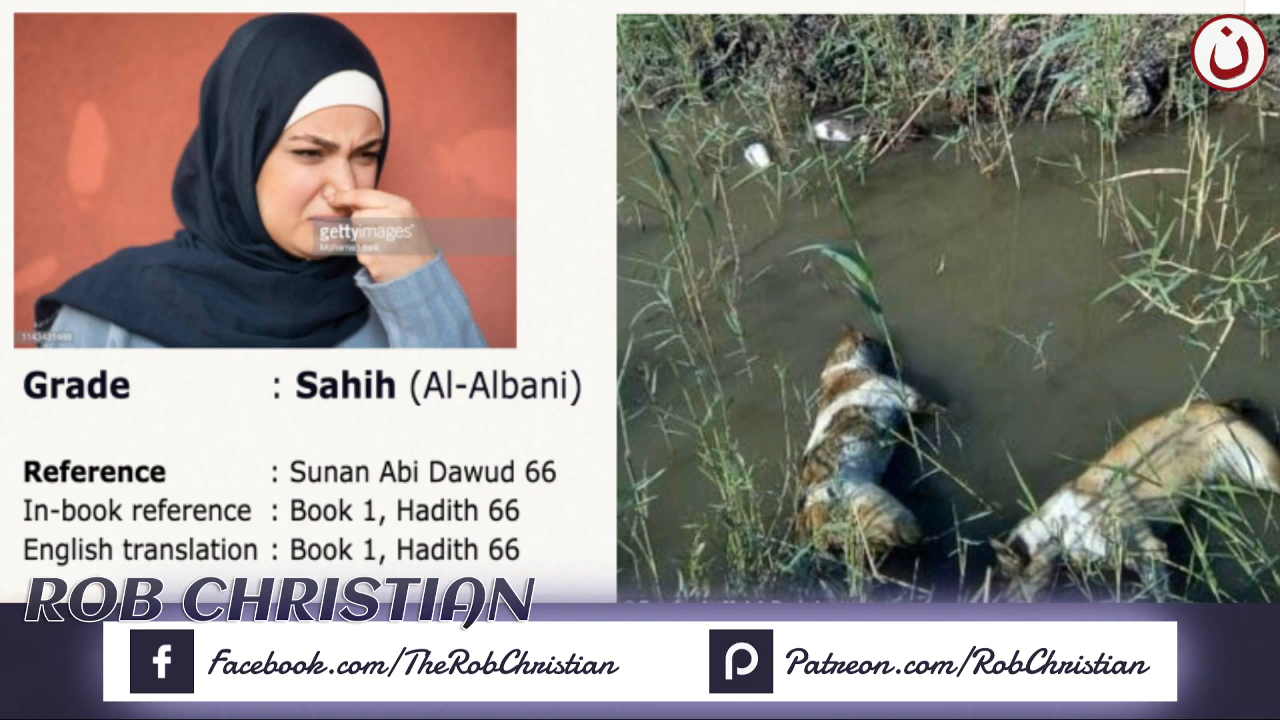 gettyimages®
1143431488
Grade : Sahih (Al-Albani)
Reference : Sunan Abi Dawud 66
In-book reference : Book 1, Hadith 66
English translation : Book 1, Hadith 66
ROB CHRISTIAN
Facebook.com/TheRobChristian
Patreon.com/RobChristian
ن